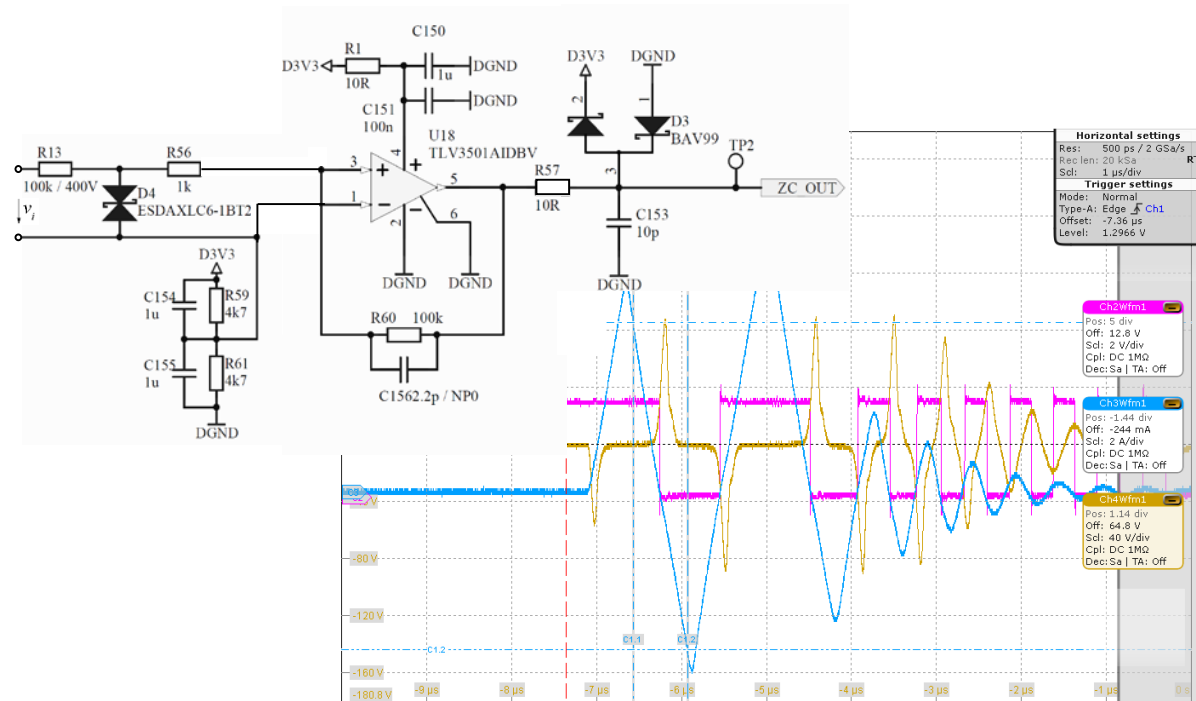 C150
R1
D3V3
10R
1u
DGND
C151
100n
DGND
U18
TLV3501AIDBV
D3V3
DGND
2
1
D3
BAV99
3
TP2
ZC_OUT
R13
100k / 400V
R56
1k
D4
ESDAXLC6-1BT2
v_i
3
4
+
+
1
−
−
2
5
6
R57
10R
C153
10p
DGND
DGND
DGND
D3V3
C154
1u
R59
4k7
C155
1u
R61
4k7
DGND
R60
100k
C1562.2p / NP0
Horizontal settings
Res: 500 ps / 2 GSa/s
Rec len: 20 kSa
Scl: 1 µs/div
Trigger settings
Mode: Normal
Type-A: Edge Ch1
Offset: -7.36 µs
Level: 1.2966 V
Ch2Wfm1
Pos: 5 div
Off: 12.8 V
Scl: 2 V/div
Cpl: DC 1MΩ
Dec:Sa | TA: Off
Ch3Wfm1
Pos: -1.44 div
Off: -244 mA
Scl: 2 A/div
Cpl: DC 1MΩ
Dec:Sa | TA: Off
Ch4Wfm1
Pos: 1.14 div
Off: 64.8 V
Scl: 40 V/div
Cpl: DC 1MΩ
Dec:Sa | TA: Off
-80 V
-120 V
-160 V
-180.8 V
C1.1
C1.2
C1.2
-9 µs
-8 µs
-7 µs
-6 µs
-5 µs
-4 µs
-3 µs
-2 µs
-1 µs
0 s